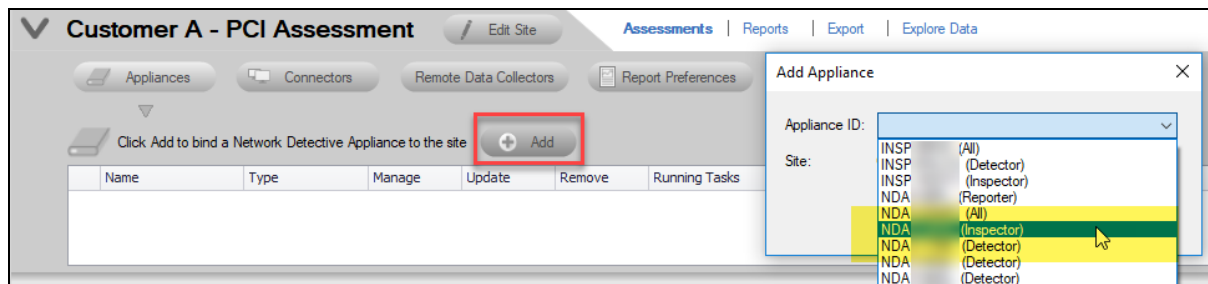 Customer A - PCI Assessment Edit Site Assessments | Reports | Export | Explore Data
Appliances Connectors Remote Data Collectors Report Preferences
Click Add to bind a Network Detective Appliance to the site Add
Name Type Manage Update Remove Running Tasks
Add Appliance
Appliance ID:
Site:
INSP (All)
INSP (Detector)
INSP (Inspector)
NDA (Reporter)
NDA (All)
NDA (Inspector)
NDA (Detector)
NDA (Detector)
NDA (Detector)